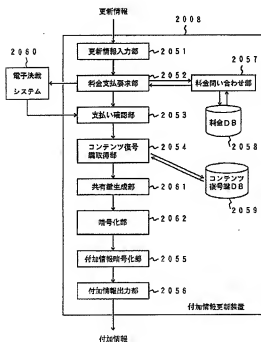 更新情報
2008
2060
更新情報入力部
2051
2052
2057
電子決裁
システム
料金支払要求部
料金問い合わせ部
支払い確認部
2053
料金DB
2058
コンテンツ復号
鍵取得部
2054
コンテンツ
復号鍵DB
2059
共有鍵生成部
2061
暗号化部
2062
付加情報暗号化部
2055
付加情報出力部
2056
付加情報更新装置
付加情報